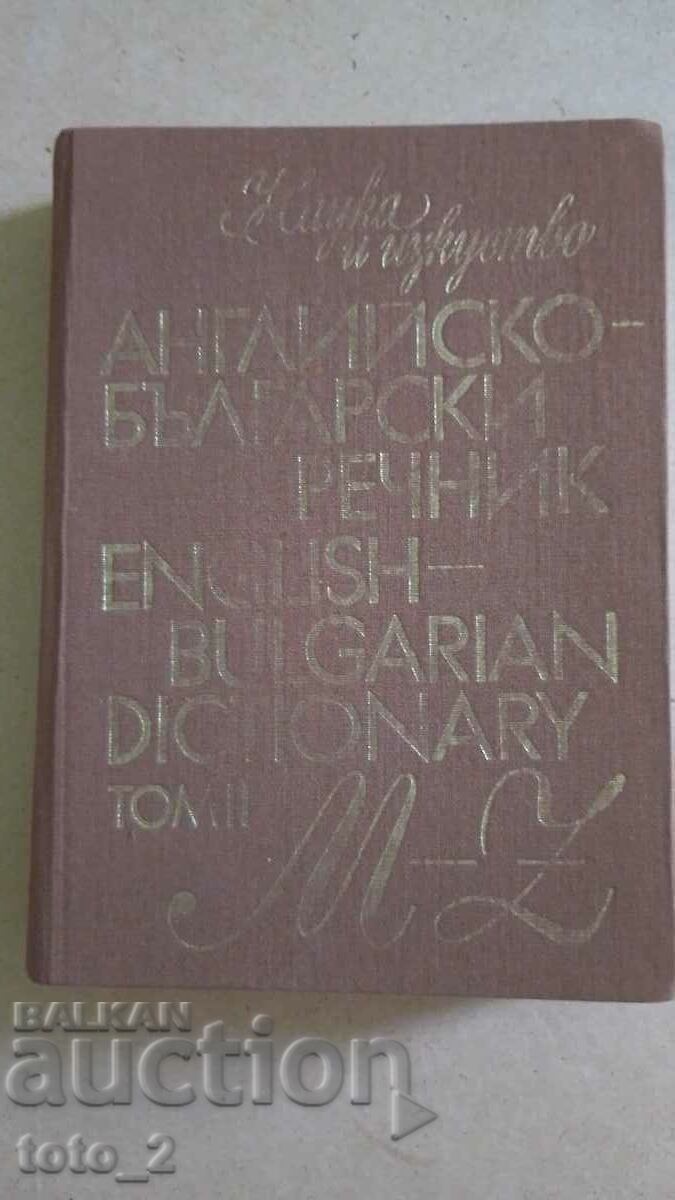 Наука
и изкуство
АНГЛИЙСКО-
БЪЛГАРСКИ
РЕЧНИК
ENGLISH-
BULGARIAN
DICTIONARY
ТОМ II
M-Z
BALKAN
auction
toto_2